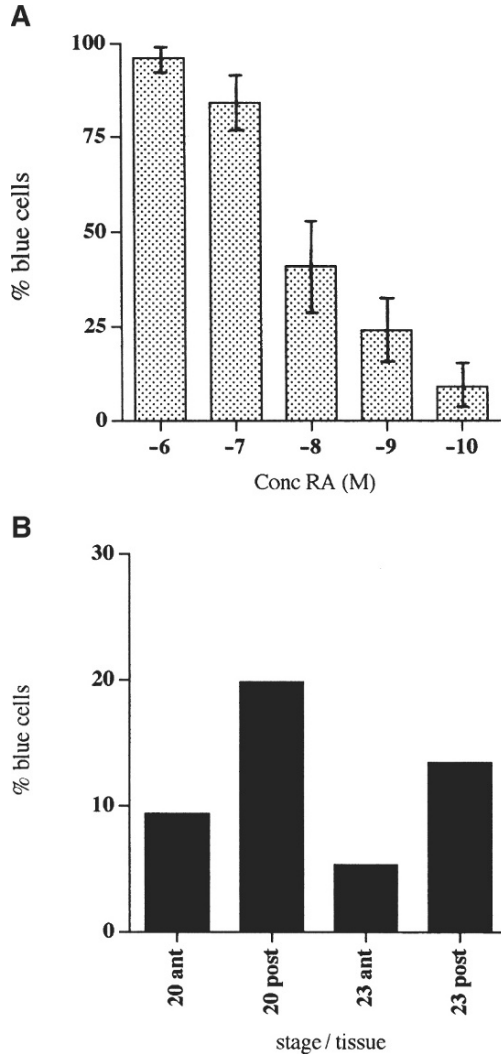 A
100
75
50
25
0
% blue cells
-6 -7 -8 -9 -10
Conc RA (M)
B
30
20
10
0
% blue cells
20 ant 20 post 23 ant 23 post
stage / tissue